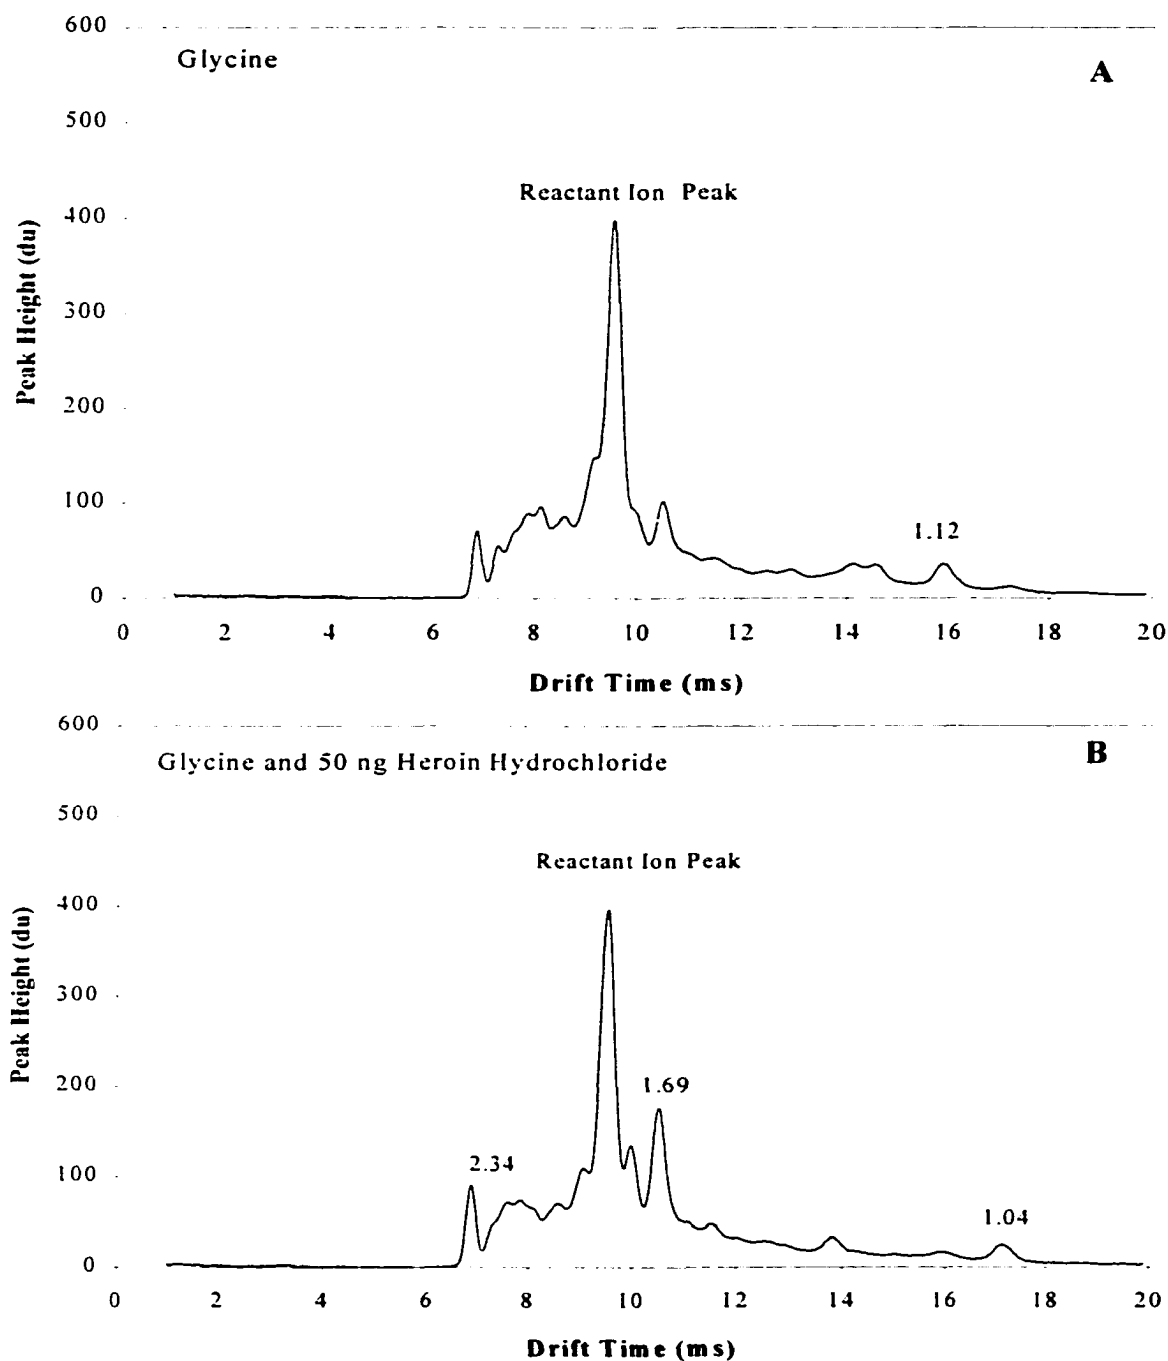 600
Glycine
A
500
Reactant Ion Peak
400
300
200
100
1.12
0
0 2 4 6 8 10 12 14 16 18 20
Peak Height (du)
Drift Time (ms)
600
Glycine and 50 ng Heroin Hydrochloride
B
500
Reactant Ion Peak
400
300
200
1.69
100
2.34
1.04
0
0 2 4 6 8 10 12 14 16 18 20
Peak Height (du)
Drift Time (ms)